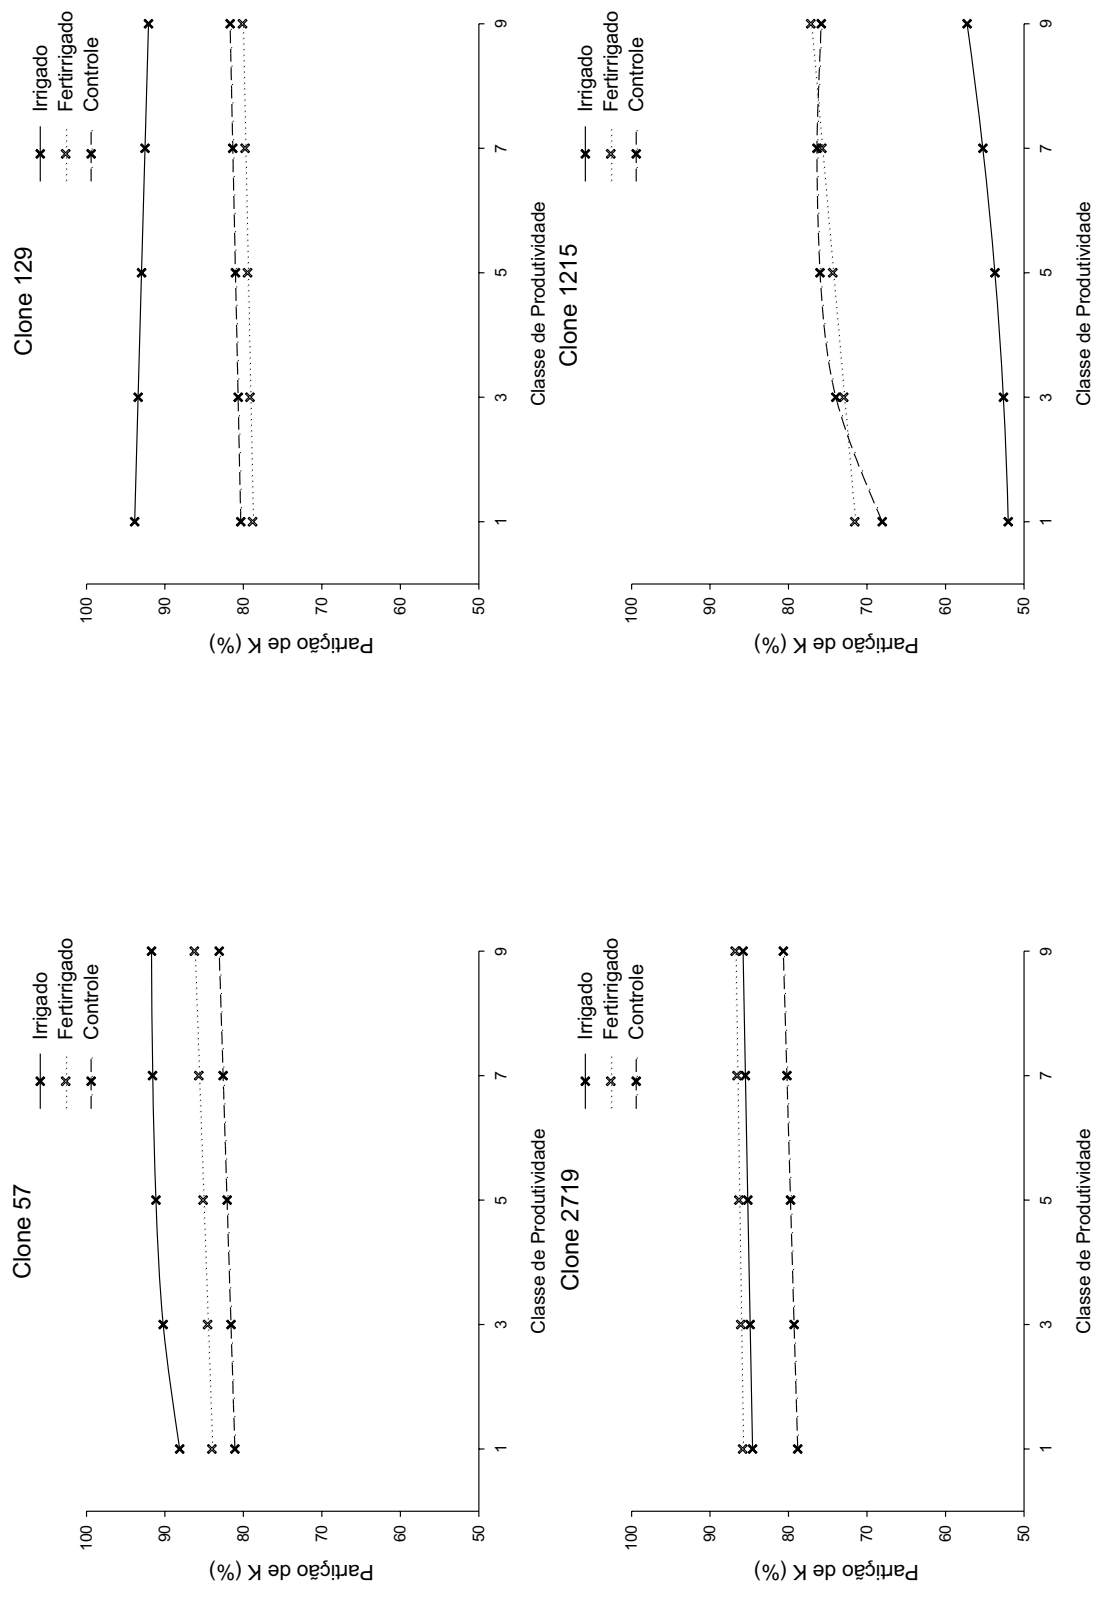 Clone 57
Irrigado
Fertirrigado
Controle
Partição de K (%)
100
90
80
70
60
50
1
3
5
7
9
Classe de Produtividade
Clone 129
Irrigado
Fertirrigado
Controle
Partição de K (%)
100
90
80
70
60
50
1
3
5
7
9
Classe de Produtividade
Clone 2719
Irrigado
Fertirrigado
Controle
Partição de K (%)
100
90
80
70
60
50
1
3
5
7
9
Classe de Produtividade
Clone 1215
Irrigado
Fertirrigado
Controle
Partição de K (%)
100
90
80
70
60
50
1
3
5
7
9
Classe de Produtividade